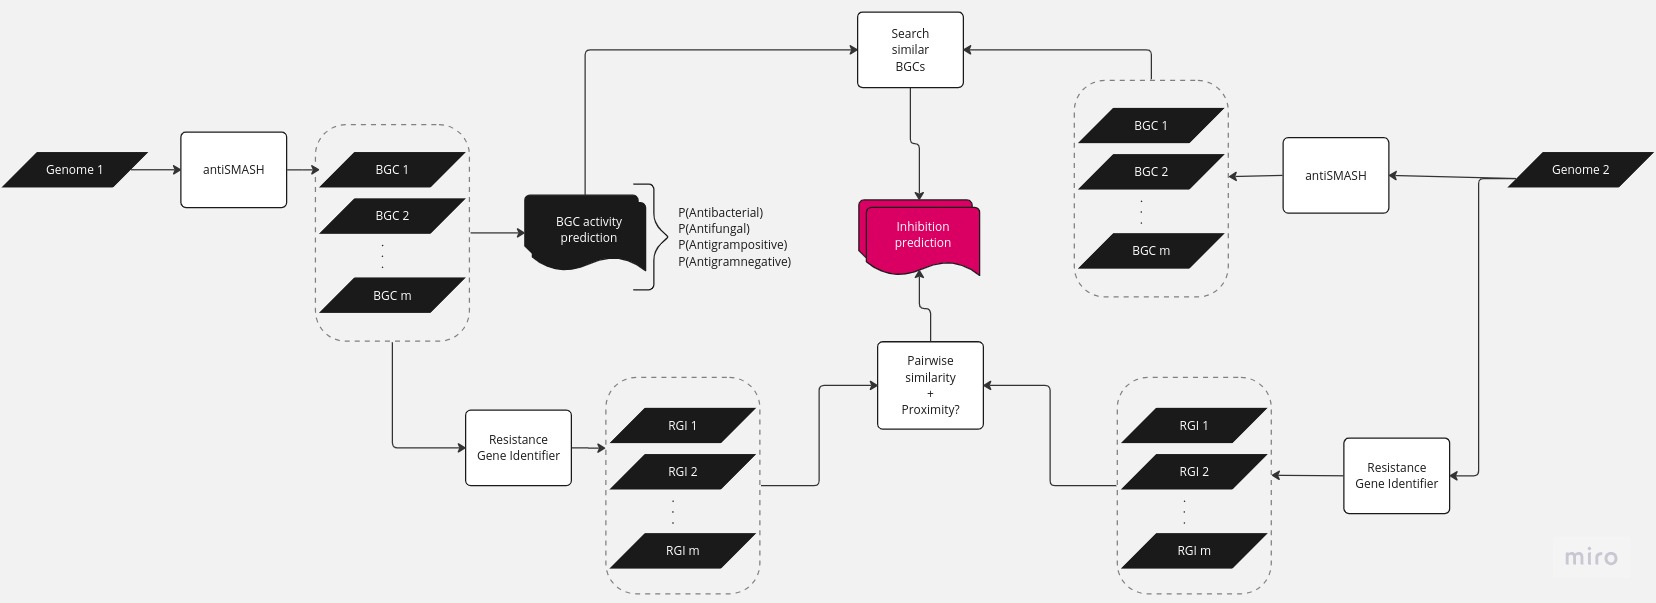 Search
similar
BGCs
Genome 1
antiSMASH
BGC 1
BGC 2
.
.
.
BGC m
BGC activity
prediction
P(Antibacterial)
P(Antifungal)
P(Antigrampositive)
P(Antigramnegative)
Inhibition
prediction
BGC 1
BGC 2
.
.
.
BGC m
antiSMASH
Genome 2
Resistance
Gene Identifier
RGI 1
RGI 2
.
.
.
RGI m
Pairwise
similarity
+
Proximity?
RGI 1
RGI 2
.
.
.
RGI m
Resistance
Gene Identifier
miro